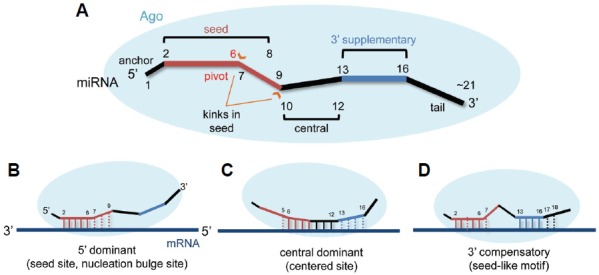 A
Ago
seed
3' supplementary
2
6
8
anchor
5'
miRNA
1
pivot
7
9
13
16
~21
3'
kinks in
seed
10
12
central
tail
B
5'
2
6
7
9
3'
3'
mRNA
5'
5' dominant
(seed site, nucleation bulge site)
C
5
6
12
13
16
central dominant
(centered site)
D
2
6
7
13
16
17
18
3' compensatory
(seed-like motif)